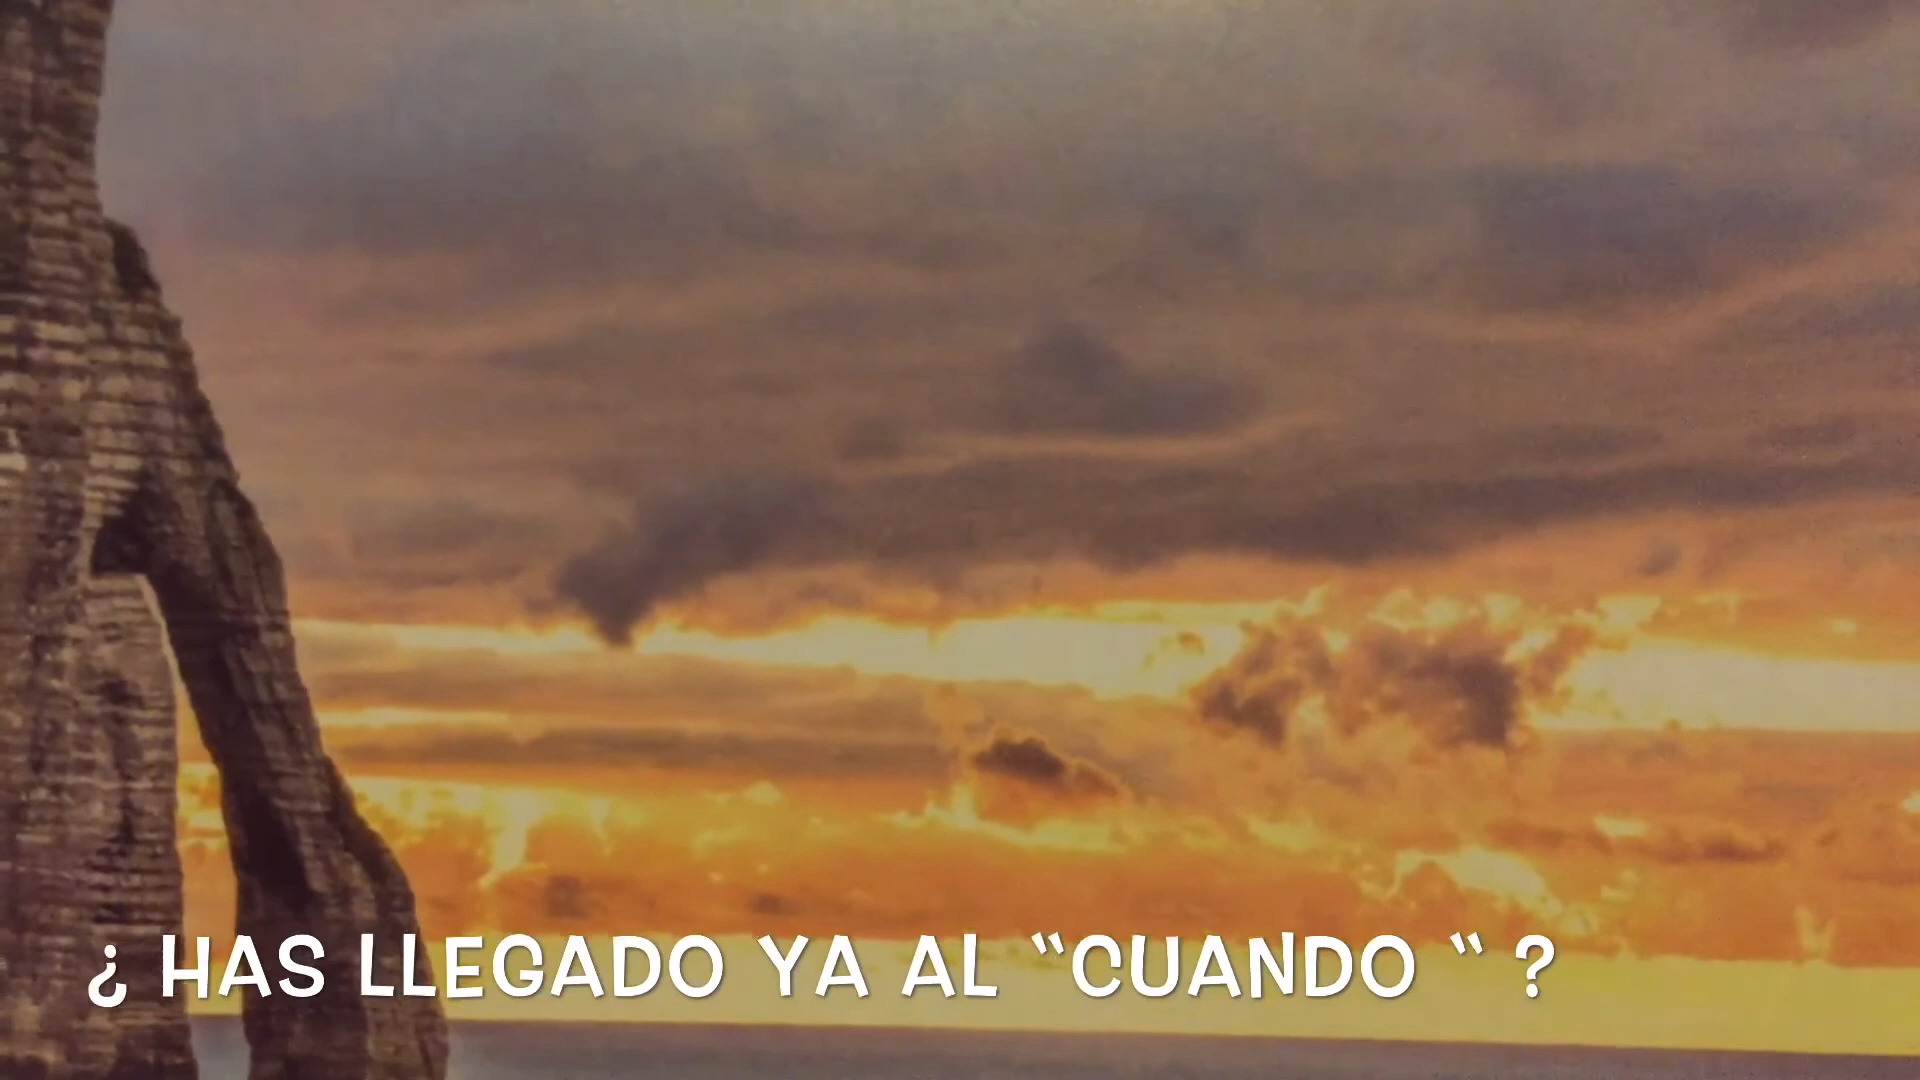 ¿ HAS LLEGADO YA AL “CUANDO “ ?